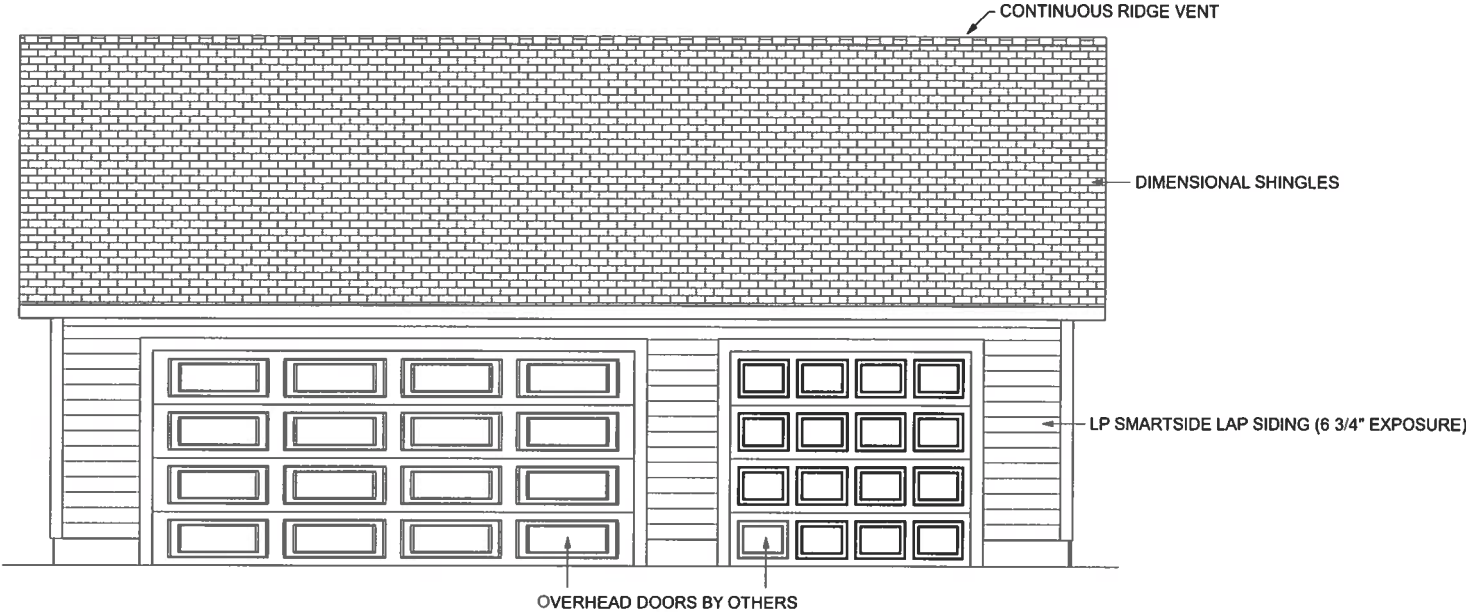 CONTINUOUS RIDGE VENT
DIMENSIONAL SHINGLES
LP SMARTSIDE LAP SIDING (6 3/4" EXPOSURE)
OVERHEAD DOORS BY OTHERS